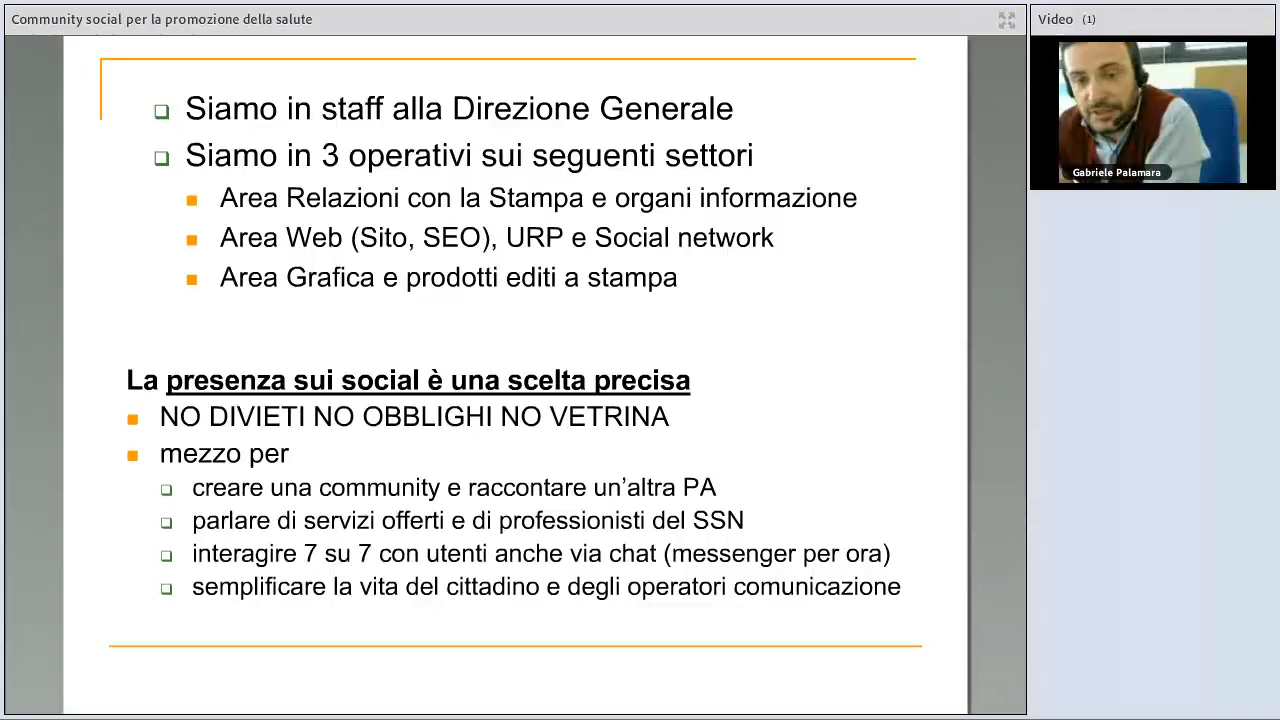 Community social per la promozione della salute
Video (1)
Siamo in staff alla Direzione Generale
Siamo in 3 operativi sui seguenti settori
Area Relazioni con la Stampa e organi informazione
Area Web (Sito, SEO), URP e Social network
Area Grafica e prodotti editi a stampa
La presenza sui social è una scelta precisa
NO DIVIETI NO OBBLIGHI NO VETRINA
mezzo per
creare una community e raccontare un’altra PA
parlare di servizi offerti e di professionisti del SSN
interagire 7 su 7 con utenti anche via chat (messenger per ora)
semplificare la vita del cittadino e degli operatori comunicazione
Gabriele Palamara